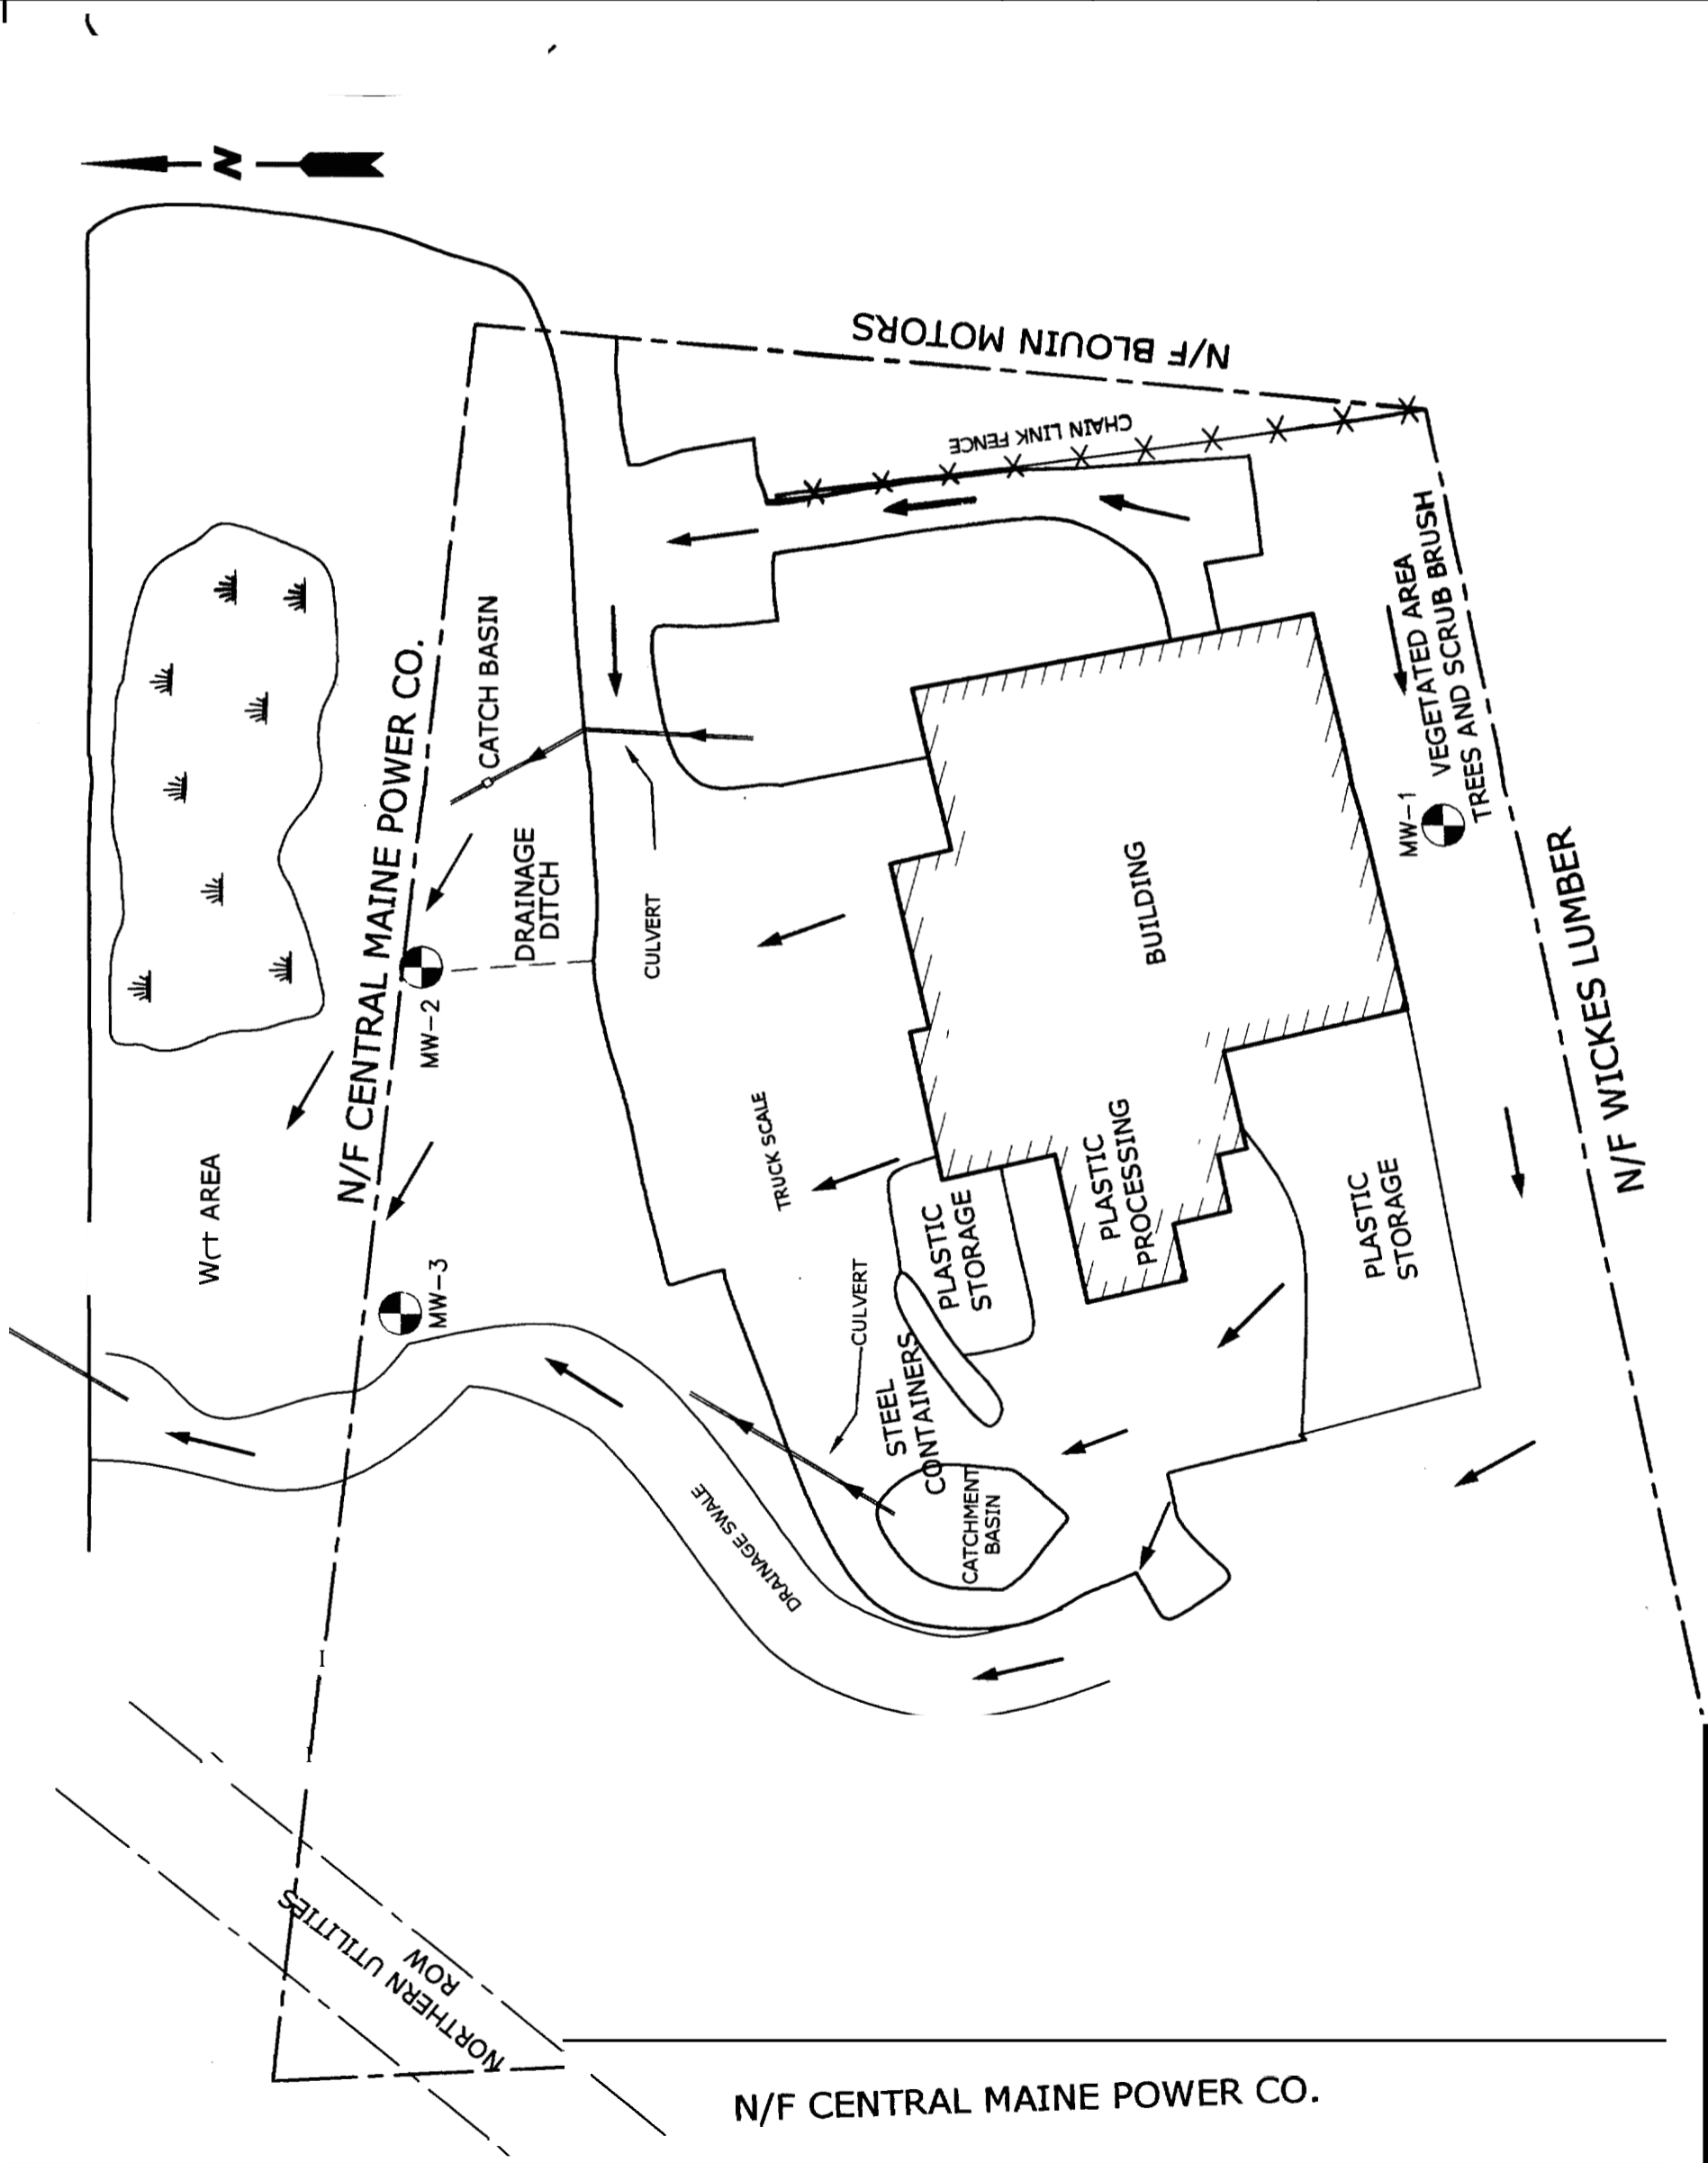 N
N/F BLOUIN MOTORS
CHAIN LINK FENCE
N/F CENTRAL MAINE POWER CO.
CATCH BASIN
DRAINAGE
DITCH
CULVERT
MW-2
VEGETATED AREA
TREES AND SCRUB BRUSH
MW-1
BUILDING
N/F WICKES LUMBER
TRUCK SCALE
PLASTIC
PROCESSING
PLASTIC
STORAGE
PLASTIC
STORAGE
Wet AREA
MW-3
CULVERT
STEEL
CONTAINERS
CATCHMENT
BASIN
DRAINAGE SWALE
NORTHERN UTILITIES
ROW
N/F CENTRAL MAINE POWER CO.